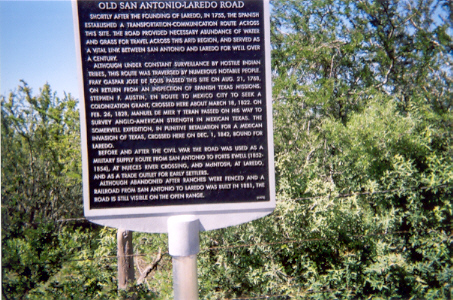 OLD SAN ANTONIO-LAREDO ROAD
SHORTLY AFTER THE FOUNDING OF LAREDO, IN 1755, THE SPANISH
ESTABLISHED A TRANSPORTATION-COMMUNICATION ROUTE ACROSS
THIS SITE. THE ROAD PROVIDED NECESSARY ABUNDANCE OF WATER
AND GRASS FOR TRAVEL ACROSS THIS ARID REGION, AND SERVED AS
A VITAL LINK BETWEEN SAN ANTONIO AND LAREDO FOR WELL OVER
A CENTURY.
ALTHOUGH UNDER CONSTANT SURVEILLANCE BY HOSTILE INDIAN
TRIBES, THIS ROUTE WAS TRAVERSED BY NUMEROUS NOTABLE PEOPLE.
FRAY GASPAR JOSE DE SOLIS PASSED THIS SITE ON AUG. 21, 1768,
ON RETURN FROM AN INSPECTION OF SPANISH TEXAS MISSIONS.
STEPHEN F. AUSTIN, EN ROUTE TO MEXICO CITY TO SEEK A
COLONIZATION GRANT, CROSSED HERE ABOUT MARCH 18, 1822. ON
FEB. 26, 1828, MANUEL DE MIER Y TERAN PASSED ON HIS WAY TO
SURVEY ANGLO-AMERICAN STRENGTH IN MEXICAN TEXAS. THE
SOMERVELL EXPEDITION, IN PUNITIVE RETALIATION FOR A MEXICAN
INVASION OF TEXAS, CROSSED HERE ON DEC. 1, 1842, BOUND FOR
LAREDO.
BEFORE AND AFTER THE CIVIL WAR THE ROAD WAS USED AS A
MILITARY SUPPLY ROUTE FROM SAN ANTONIO TO FORTS EWELL (1852-
1854), AT NUECES RIVER CROSSING, AND McINTOSH, AT LAREDO,
AND AS A TRADE OUTLET FOR EARLY SETTLERS.
ALTHOUGH ABANDONED AFTER RANCHES WERE FENCED AND A
RAILROAD FROM SAN ANTONIO TO LAREDO WAS BUILT IN 1881, THE
ROAD IS STILL VISIBLE ON THE OPEN RANGE.